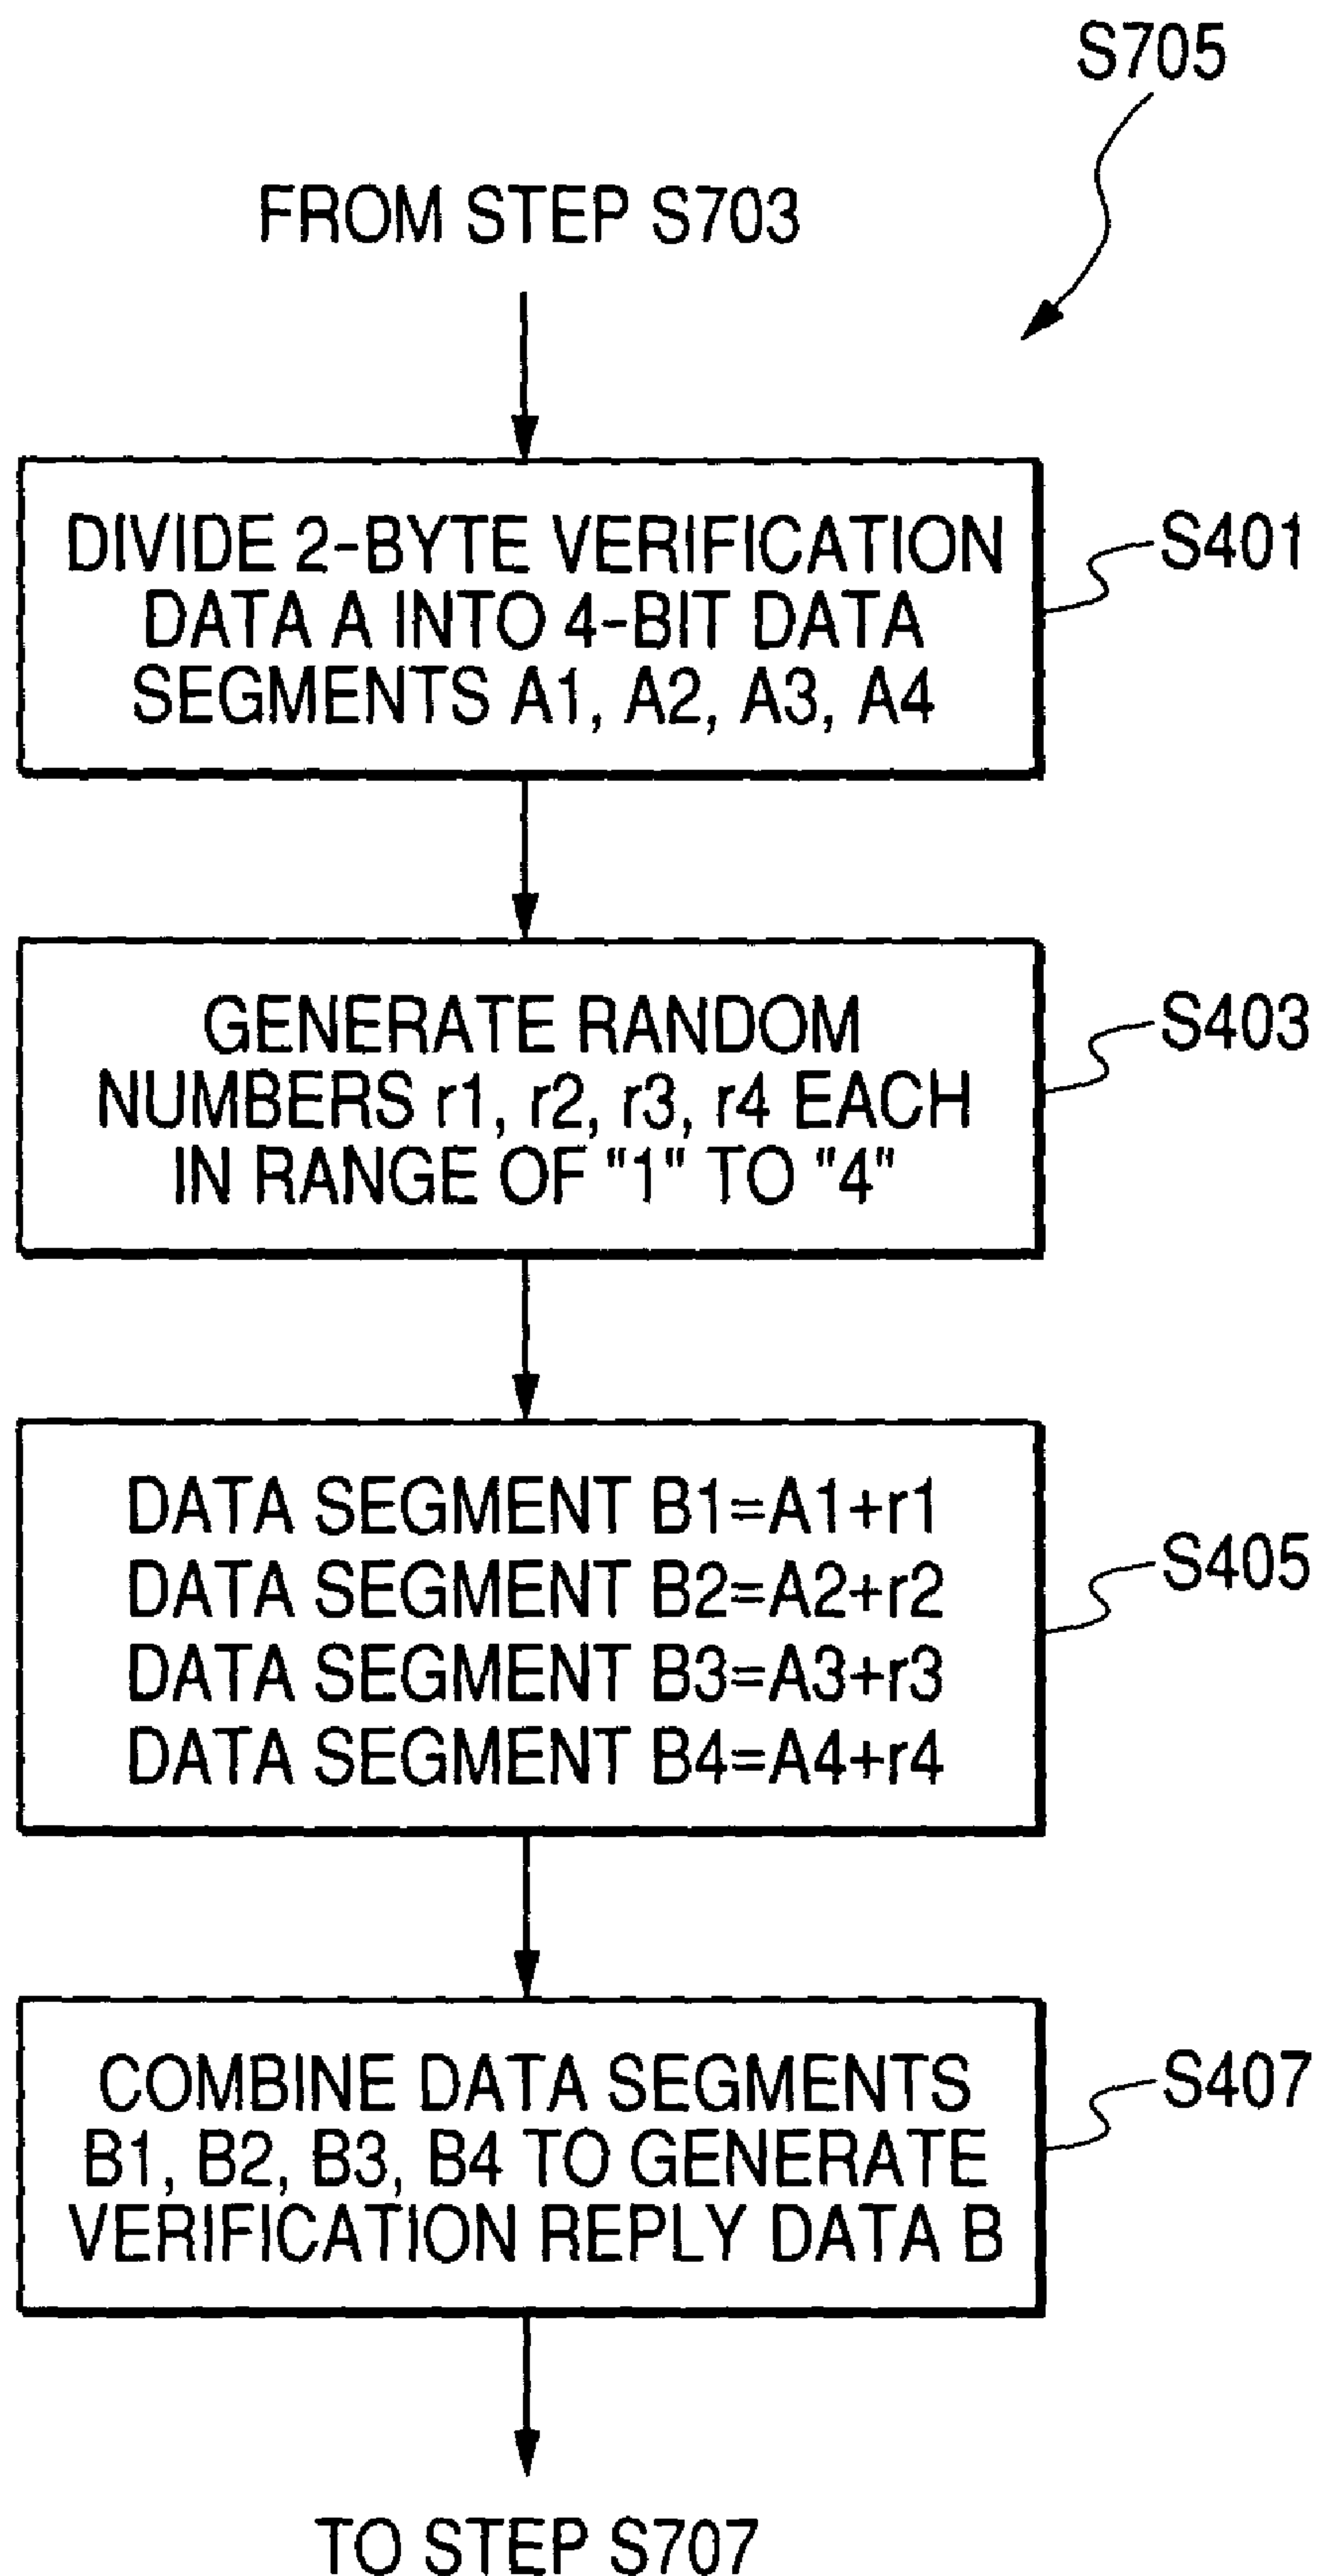 S705
FROM STEP S703
DIVIDE 2-BYTE VERIFICATION
DATA A INTO 4-BIT DATA
SEGMENTS A1, A2, A3, A4
S401
GENERATE RANDOM
NUMBERS r1, r2, r3, r4 EACH
IN RANGE OF "1" TO "4"
S403
DATA SEGMENT B1=A1+r1
DATA SEGMENT B2=A2+r2
DATA SEGMENT B3=A3+r3
DATA SEGMENT B4=A4+r4
S405
COMBINE DATA SEGMENTS
B1, B2, B3, B4 TO GENERATE
VERIFICATION REPLY DATA B
S407
TO STEP S707